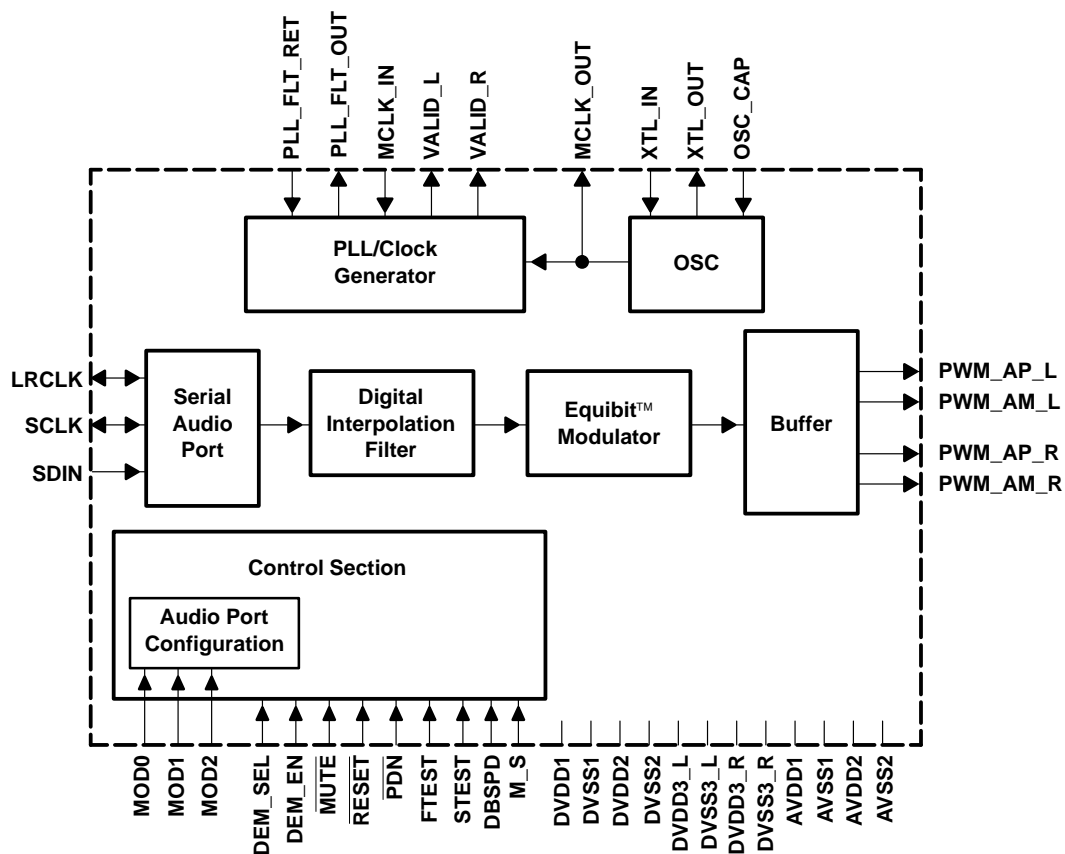 PLL_FLT_RET
PLL_FLT_OUT
MCLK_IN
VALID_L
VALID_R
MCLK_OUT
XTL_IN
XTL_OUT
OSC_CAP
PLL/Clock
Generator
OSC
LRCLK
SCLK
SDIN
Serial
Audio
Port
Digital
Interpolation
Filter
Equibit™
Modulator
Buffer
PWM_AP_L
PWM_AM_L
PWM_AP_R
PWM_AM_R
Control Section
Audio Port
Configuration
MOD0
MOD1
MOD2
DEM_SEL
DEM_EN
MUTE
RESET
PDN
FTEST
STEST
DBSPD
M_S
DVDD1
DVSS1
DVDD2
DVSS2
DVDD3_L
DVSS3_L
DVDD3_R
DVSS3_R
AVDD1
AVSS1
AVDD2
AVSS2